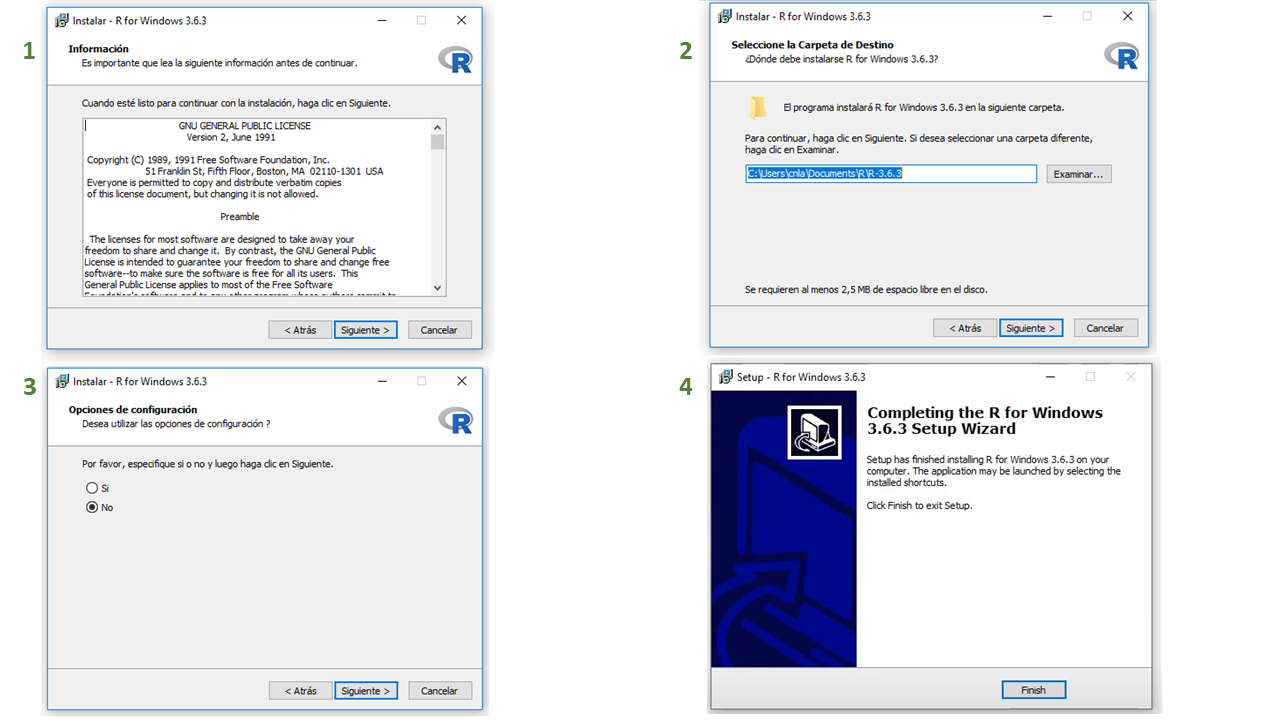 1
Instalar - R for Windows 3.6.3
Información
Es importante que lea la siguiente información antes de continuar.
R
Cuando esté listo para continuar con la instalación, haga clic en Siguiente.
GNU GENERAL PUBLIC LICENSE
Version 2, June 1991
Copyright (C) 1989, 1991 Free Software Foundation, Inc.
51 Franklin St, Fifth Floor, Boston, MA 02110-1301 USA
Everyone is permitted to copy and distribute verbatim copies
of this license document, but changing it is not allowed.
Preamble
The licenses for most software are designed to take away your
freedom to share and change it. By contrast, the GNU General Public
License is intended to guarantee your freedom to share and change free
software--to make sure the software is free for all its users. This
General Public License applies to most of the Free Software
Foundation's software and to any other program whose authors commit to
< Atrás Siguiente > Cancelar
2
Instalar - R for Windows 3.6.3
Seleccione la Carpeta de Destino
¿Dónde debe instalarse R for Windows 3.6.3?
R
El programa instalará R for Windows 3.6.3 en la siguiente carpeta.
Para continuar, haga clic en Siguiente. Si desea seleccionar una carpeta diferente,
haga clic en Examinar.
C:\Users\cnla\Documents\R\R-3.6.3 Examinar...
Se requieren al menos 2,5 MB de espacio libre en el disco.
< Atrás Siguiente > Cancelar
3
Instalar - R for Windows 3.6.3
Opciones de configuración
Desea utilizar las opciones de configuración ?
R
Por favor, especifique si o no y luego haga clic en Siguiente.
Si
No
< Atrás Siguiente > Cancelar
4
Setup - R for Windows 3.6.3
Completing the R for Windows
3.6.3 Setup Wizard
Setup has finished installing R for Windows 3.6.3 on your
computer. The application may be launched by selecting the
installed shortcuts.
Click Finish to exit Setup.
Finish